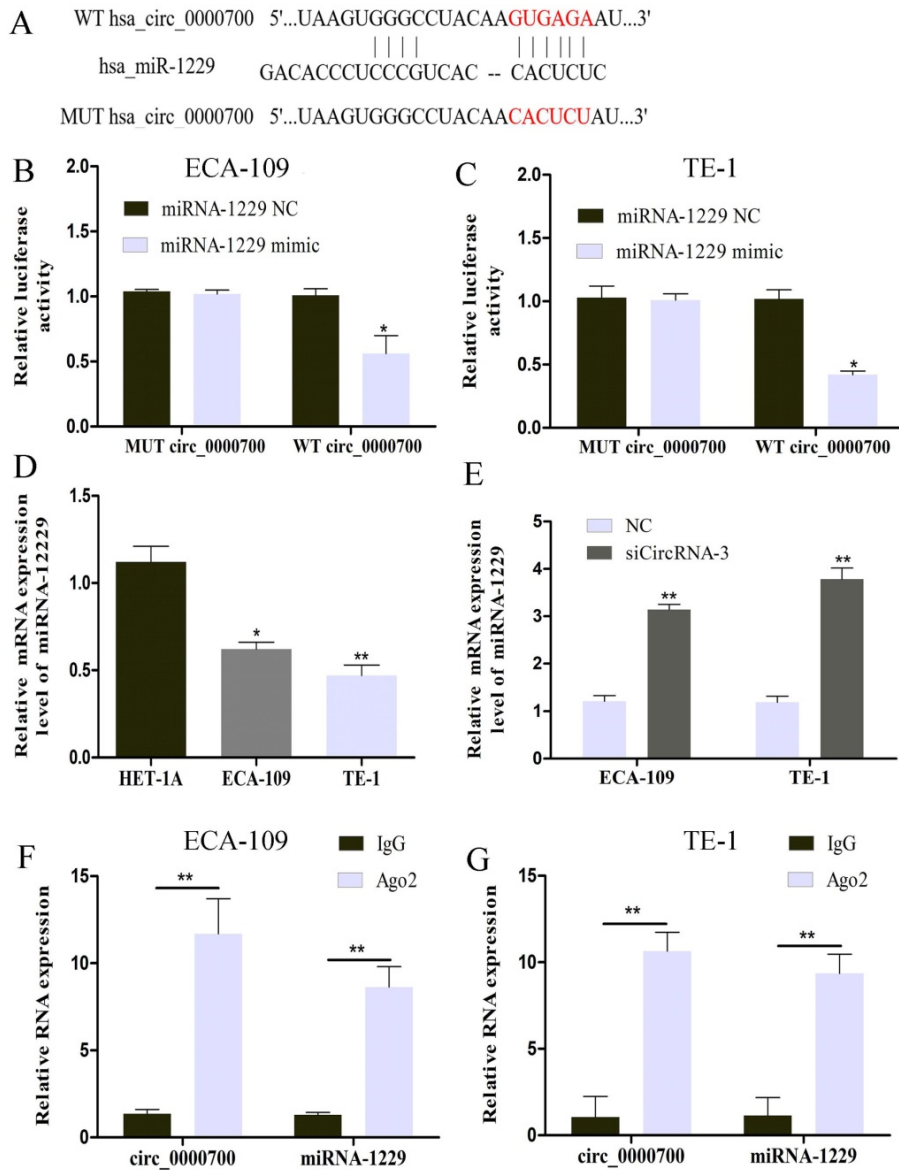 A
WT hsa_circ_0000700 5'...UAAGUGGGCCUACAAGUGAGAAU...3'
hsa_miR-1229 GACACCCUCCCGUCAC -- CACUCUC
MUT hsa_circ_0000700 5'...UAAGUGGGCCUACAACACUCUAU...3'
B
ECA-109
Relative luciferase
activity
2.0
1.5
1.0
0.5
0.0
miRNA-1229 NC
miRNA-1229 mimic
*
MUT circ_0000700
WT circ_0000700
C
TE-1
Relative luciferase
activity
2.0
1.5
1.0
0.5
0.0
miRNA-1229 NC
miRNA-1229 mimic
*
MUT circ_0000700
WT circ_0000700
D
Relative mRNA expression
level of miRNA-12229
1.5
1.0
0.5
0.0
*
**
HET-1A
ECA-109
TE-1
E
Relative mRNA expression
level of miRNA-1229
5
4
3
2
1
0
NC
siCircRNA-3
**
**
ECA-109
TE-1
F
ECA-109
Relative RNA expression
15
10
5
0
IgG
Ago2
**
**
circ_0000700
miRNA-1229
G
TE-1
Relative RNA expression
15
10
5
0
IgG
Ago2
**
**
circ_0000700
miRNA-1229